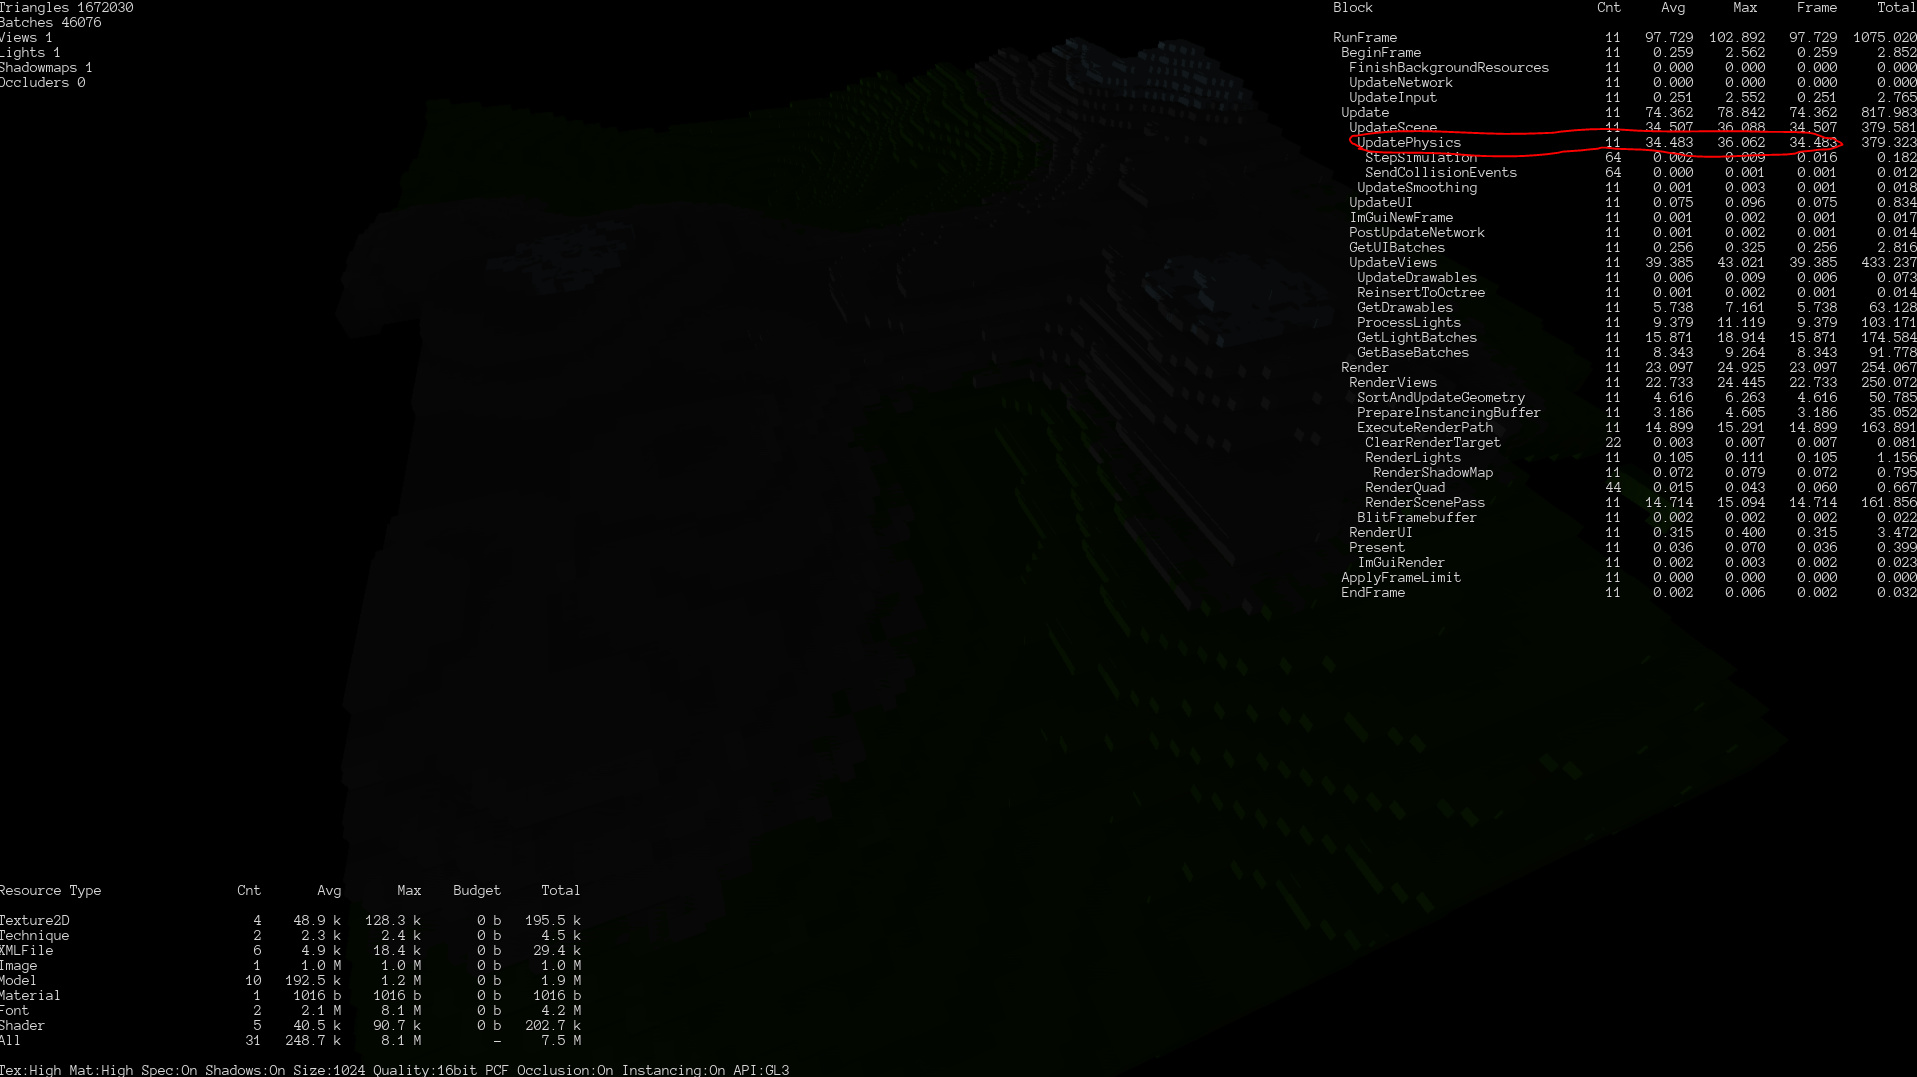 Triangles 1672030
Batches 46076
Views 1
Lights 1
Shadowmaps 1
Occluders 0
Block Cnt Avg Max Frame Total
RunFrame 11 97.729 102.892 97.729 1075.020
BeginFrame 11 0.259 2.562 0.259 2.852
FinishBackgroundResources 11 0.000 0.000 0.000 0.000
UpdateNetwork 11 0.000 0.000 0.000 0.000
UpdateInput 11 0.251 2.552 0.251 2.765
Update 11 74.362 78.842 74.362 817.983
UpdateScene 11 34.507 36.088 34.507 379.581
UpdatePhysics 11 34.483 36.062 34.483 379.323
StepSimulation 64 0.002 0.009 0.016 0.182
SendCollisionEvents 64 0.000 0.001 0.001 0.012
UpdateSmoothing 11 0.001 0.003 0.001 0.018
UpdateUI 11 0.075 0.096 0.075 0.834
ImGuiNewFrame 11 0.001 0.002 0.001 0.017
PostUpdateNetwork 11 0.001 0.002 0.001 0.014
GetUIBatches 11 0.256 0.325 0.256 2.816
UpdateViews 11 39.385 43.021 39.385 433.237
UpdateDrawables 11 0.006 0.009 0.006 0.073
ReinsertToOctree 11 0.001 0.002 0.001 0.014
GetDrawables 11 5.738 7.161 5.738 63.128
ProcessLights 11 9.379 11.119 9.379 103.171
GetLightBatches 11 15.871 18.914 15.871 174.584
GetBaseBatches 11 8.343 9.264 8.343 91.778
Render 11 23.097 24.925 23.097 254.067
RenderViews 11 22.733 24.445 22.733 250.072
SortAndUpdateGeometry 11 4.616 6.263 4.616 50.785
PrepareInstancingBuffer 11 3.186 4.605 3.186 35.052
ExecuteRenderPath 11 14.899 15.291 14.899 163.891
ClearRenderTarget 22 0.003 0.007 0.007 0.081
RenderLights 11 0.105 0.111 0.105 1.156
RenderShadowMap 11 0.072 0.079 0.072 0.795
RenderQuad 44 0.015 0.043 0.060 0.667
RenderScenePass 11 14.714 15.094 14.714 161.856
BlitFramebuffer 11 0.002 0.002 0.002 0.022
RenderUI 11 0.315 0.400 0.315 3.472
Present 11 0.036 0.070 0.036 0.399
ImGuiRender 11 0.002 0.003 0.002 0.023
ApplyFrameLimit 11 0.000 0.000 0.000 0.000
EndFrame 11 0.002 0.006 0.002 0.032
Resource Type Cnt Avg Max Budget Total
Texture2D 4 48.9 k 128.3 k 0 b 195.5 k
Technique 2 2.3 k 2.4 k 0 b 4.5 k
XMLFile 6 4.9 k 18.4 k 0 b 29.4 k
Image 1 1.0 M 1.0 M 0 b 1.0 M
Model 10 192.5 k 1.2 M 0 b 1.9 M
Material 1 1016 b 1016 b 0 b 1016 b
Font 2 2.1 M 8.1 M 0 b 4.2 M
Shader 5 40.5 k 90.7 k 0 b 202.7 k
All 31 248.7 k 8.1 M - 7.5 M
Tex:High Mat:High Spec:On Shadows:On Size:1024 Quality:16bit PCF Occlusion:On Instancing:On API:GL3